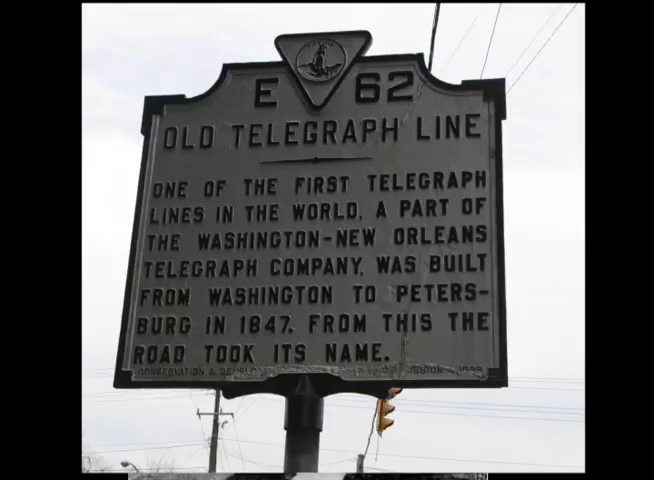 E 62
OLD TELEGRAPH LINE
ONE OF THE FIRST TELEGRAPH
LINES IN THE WORLD, A PART OF
THE WASHINGTON-NEW ORLEANS
TELEGRAPH COMPANY, WAS BUILT
FROM WASHINGTON TO PETERS-
BURG IN 1847. FROM THIS THE
ROAD TOOK ITS NAME.
CONSERVATION &